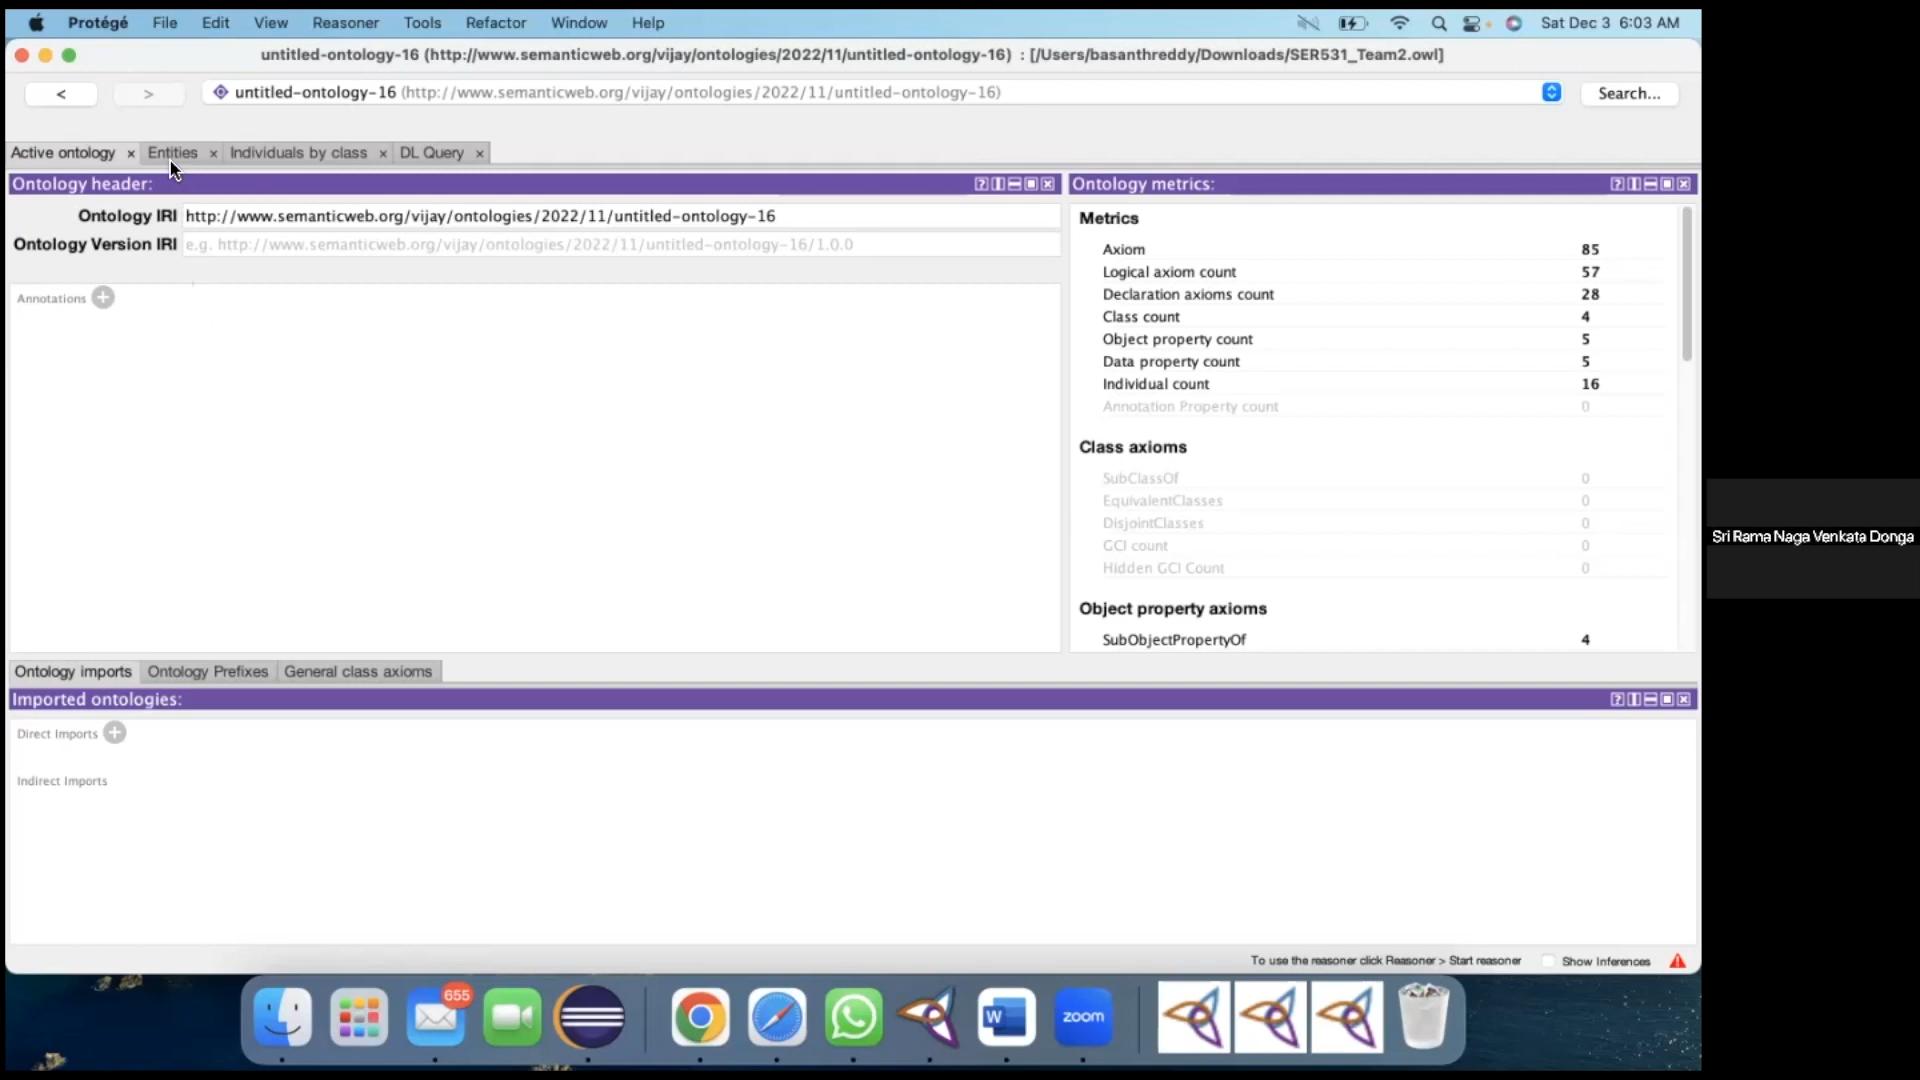 Protégé File Edit View Reasoner Tools Refactor Window Help Sat Dec 3 6:03 AM
untitled-ontology-16 (http://www.semanticweb.org/vijay/ontologies/2022/11/untitled-ontology-16) : [/Users/basanthreddy/Downloads/SER531_Team2.owl]
< > untitled-ontology-16 (http://www.semanticweb.org/vijay/ontologies/2022/11/untitled-ontology-16) Search...
Active ontology × Entities × Individuals by class × DL Query ×
Ontology header:
Ontology IRI http://www.semanticweb.org/vijay/ontologies/2022/11/untitled-ontology-16
Ontology Version IRI e.g. http://www.semanticweb.org/vijay/ontologies/2022/11/untitled-ontology-16/1.0.0
Annotations +
Ontology metrics:
Metrics
Axiom 85
Logical axiom count 57
Declaration axioms count 28
Class count 4
Object property count 5
Data property count 5
Individual count 16
Annotation Property count 0
Class axioms
SubClassOf 0
EquivalentClasses 0
DisjointClasses 0
GCI count 0
Hidden GCI Count 0
Object property axioms
SubObjectPropertyOf 4
Ontology imports Ontology Prefixes General class axioms
Imported ontologies:
Direct Imports +
Indirect Imports
To use the reasoner click Reasoner > Start reasoner Show Inferences
655
W
zoom
Sri Rama Naga Venkata Donga